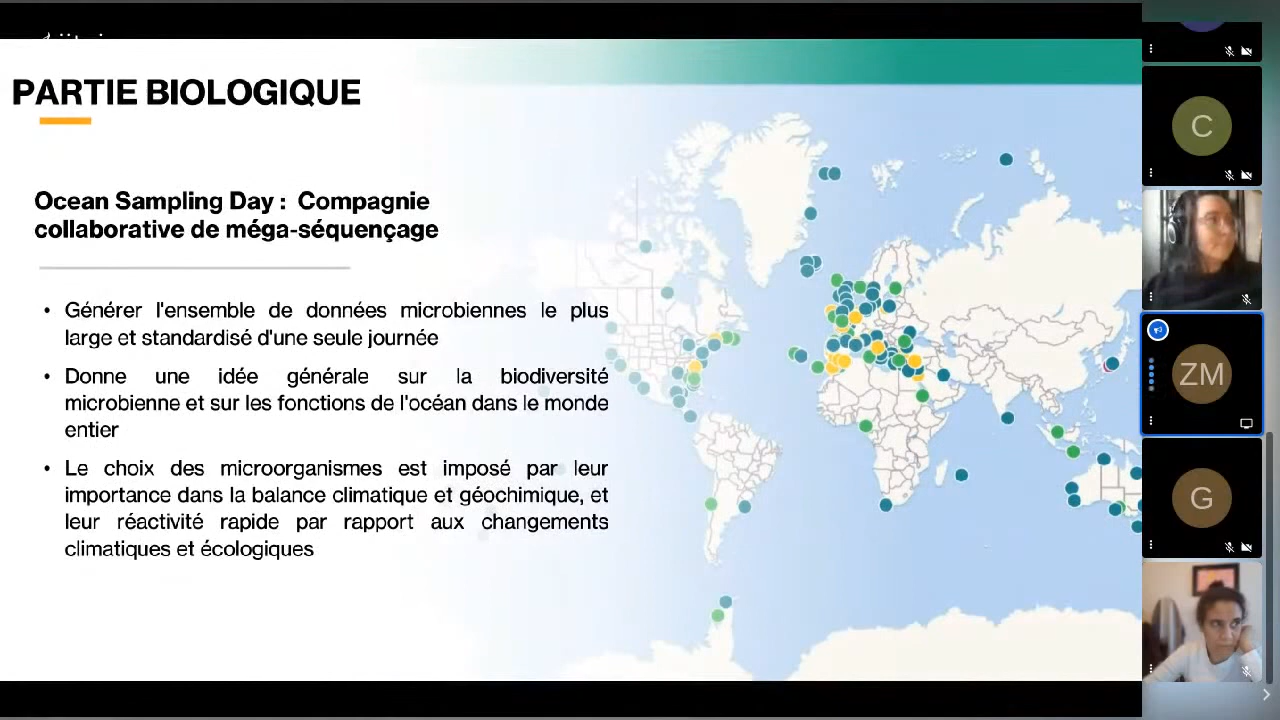 PARTIE BIOLOGIQUE
Ocean Sampling Day : Compagnie
collaborative de méga-séquençage
• Générer l'ensemble de données microbiennes le plus
large et standardisé d'une seule journée
• Donne une idée générale sur la biodiversité
microbienne et sur les fonctions de l'océan dans le monde
entier
• Le choix des microorganismes est imposé par leur
importance dans la balance climatique et géochimique, et
leur réactivité rapide par rapport aux changements
climatiques et écologiques
C
ZM
G